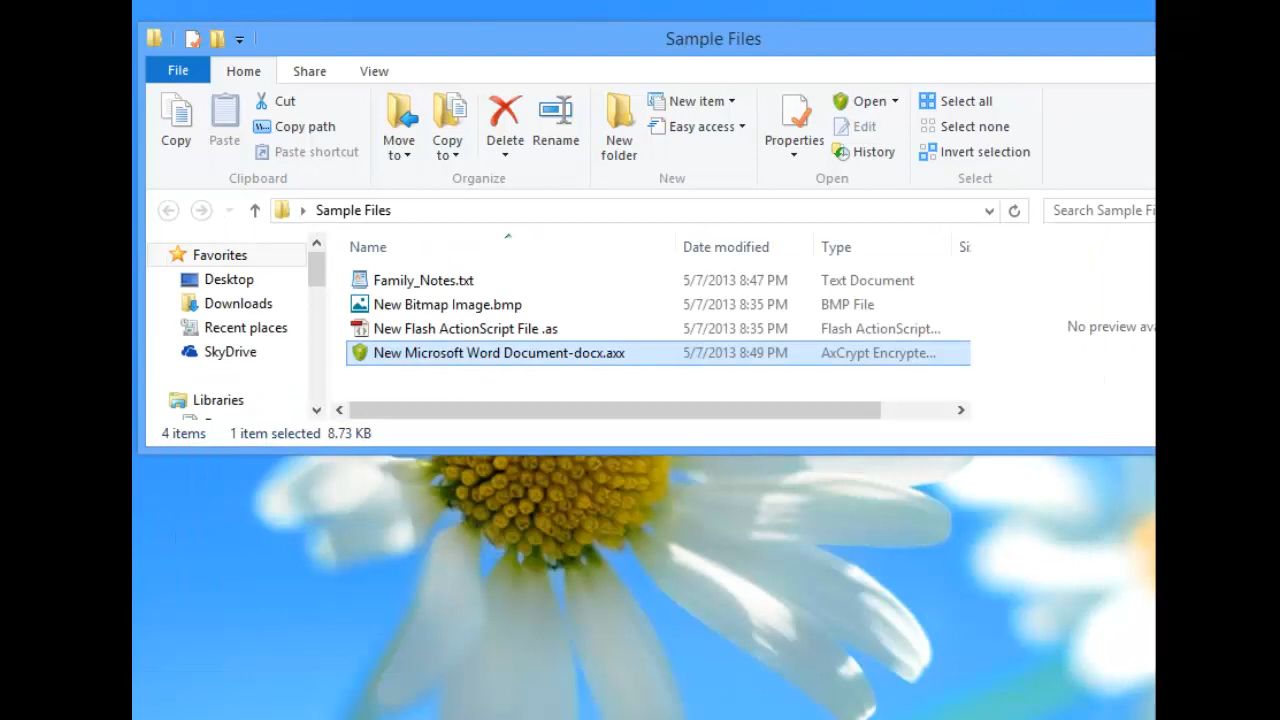 Sample Files
File Home Share View
Copy
Paste
Cut
Copy path
Paste shortcut
Clipboard
Move to
Copy to
Delete
Rename
Organize
New folder
New item
Easy access
New
Properties
Open
Edit
History
Open
Select all
Select none
Invert selection
Select
Sample Files
Search Sample Fi
Favorites
Desktop
Downloads
Recent places
SkyDrive
Libraries
Name Date modified Type Si
Family_Notes.txt 5/7/2013 8:47 PM Text Document
New Bitmap Image.bmp 5/7/2013 8:35 PM BMP File
New Flash ActionScript File .as 5/7/2013 8:35 PM Flash ActionScript...
New Microsoft Word Document-docx.axx 5/7/2013 8:49 PM AxCrypt Encrypte...
No preview ava
4 items 1 item selected 8.73 KB